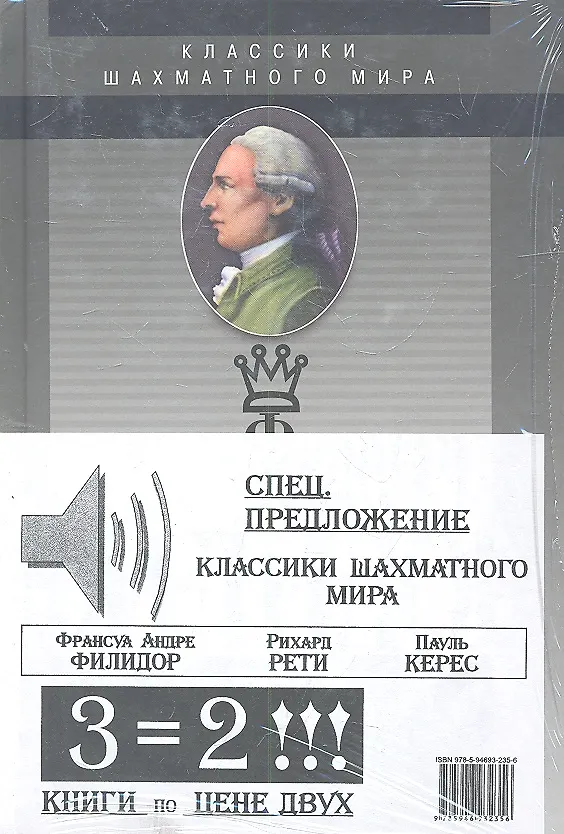 КЛАССИКИ
ШАХМАТНОГО МИРА
Ф
СПЕЦ.
ПРЕДЛОЖЕНИЕ
КЛАССИКИ ШАХМАТНОГО
МИРА
ФРАНСУА АНДРЕ
ФИЛИДОР
РИХАРД
РЕТИ
ПАУЛЬ
КЕРЕС
3=2!!!
КНИГИ ПО ЦЕНЕ ДВУХ
ISBN 978-5-94693-235-6
9785946932356